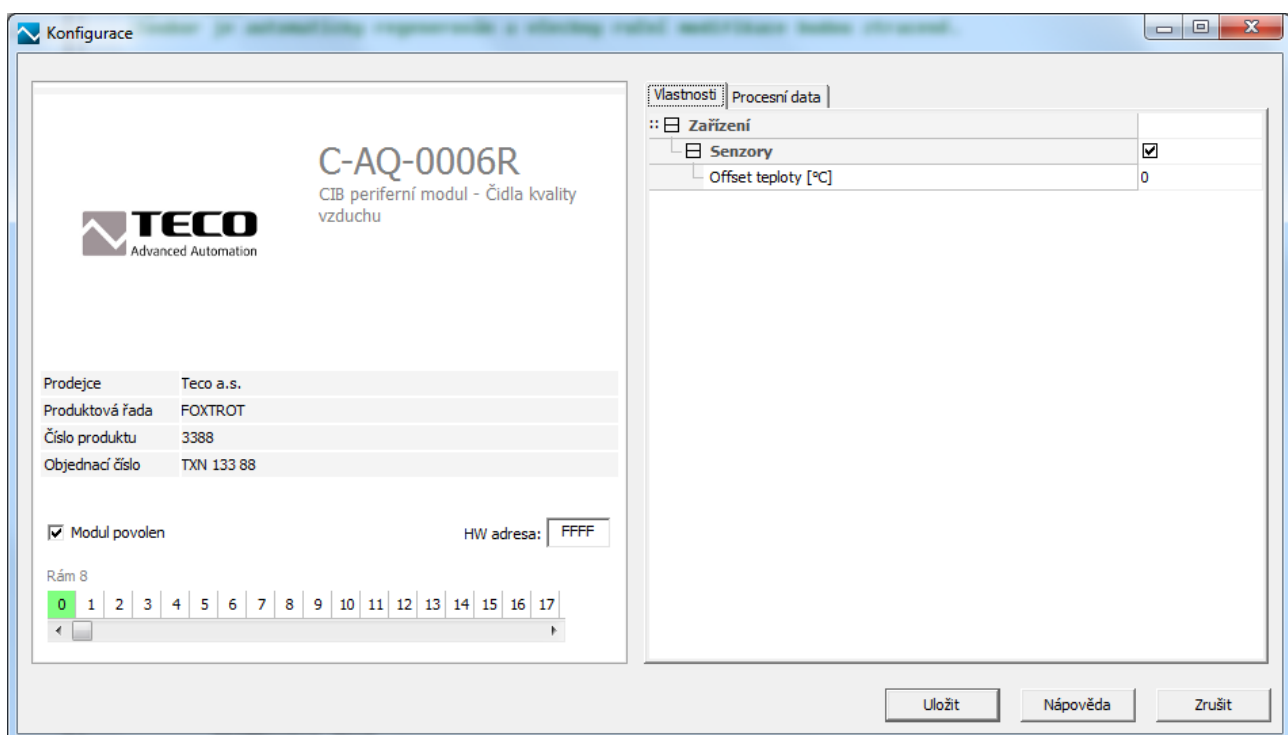 Konfigurace
TECO
Advanced Automation
C-AQ-0006R
CIB periferní modul - Čidla kvality
vzduchu
Prodejce Teco a.s.
Produktová řada FOXTROT
Číslo produktu 3388
Objednací číslo TXN 133 88
Modul povolen
HW adresa: FFFF
Rám 8
0 1 2 3 4 5 6 7 8 9 10 11 12 13 14 15 16 17
Vlastnosti Procesní data
Zařízení
Senzory
Offset teploty [°C] 0
Uložit Nápověda Zrušit